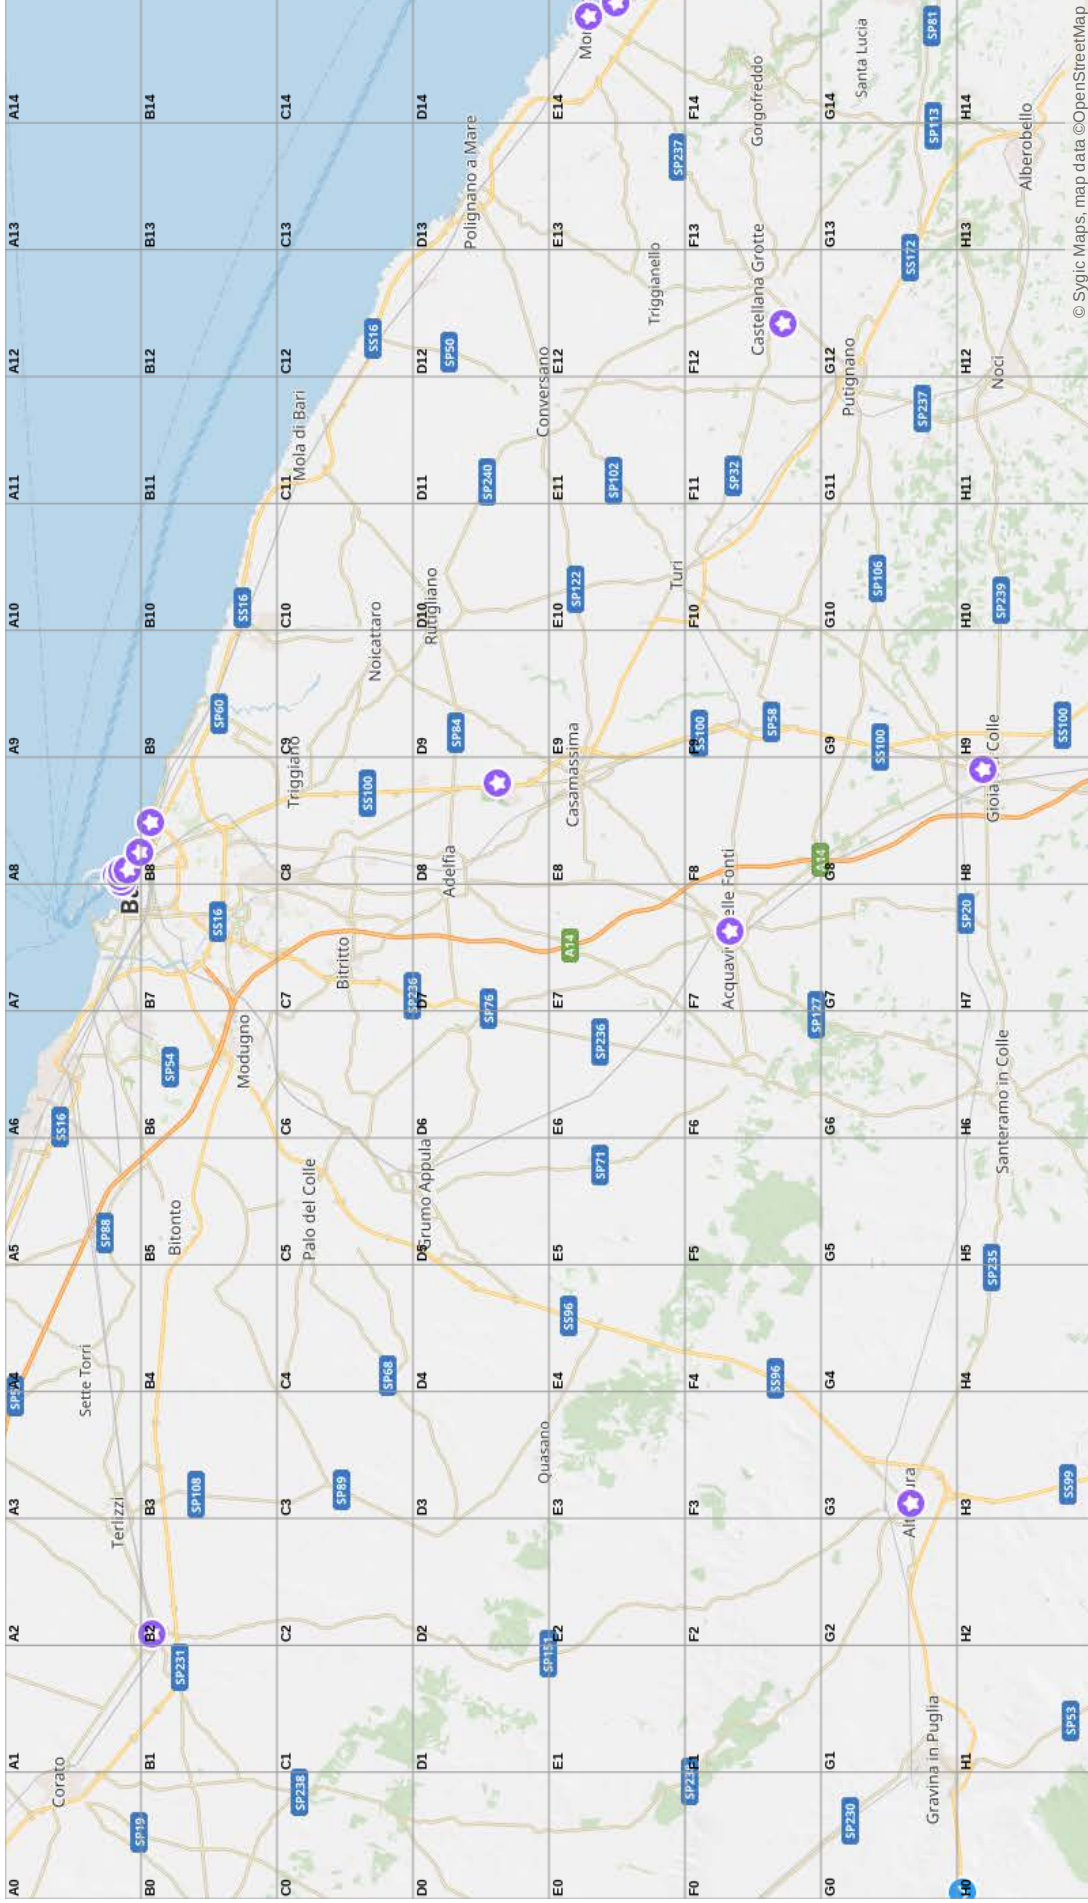 A0 A1 A2 A3 A4 A5 A6 A7 A8 A9 A10 A11 A12 A13 A14
SS16
Corato
Sette Torri
SP88
Terlizzi
SP19
B0 B1 B2 B3 B4 B5 B6 B7 B8 B9 B10 B11 B12 B13 B14
SP54
Bitonto
SP231
SP108
SS16
SP60
SS16
Modugno
C0 C1 C2 C3 C4 C5 C6 C7 C8 C9 C10 C11 C12 C13 C14
Triggiano
Mola di Bari
SP238
Palo del Colle
SP89
Bitritto
SS100
SS16
Noicattaro
SP68
SP236
D0 D1 D2 D3 D4 D5 D6 D7 D8 D9 D10 D11 D12 D13 D14
Grumo Appula
Rutigliano
Adelfia
SP50
SP84
Polignano a Mare
SP76
SP240
Quasano
Conversano
SP151
E0 E1 E2 E3 E4 E5 E6 E7 E8 E9 E10 E11 E12 E13 E14
SS96
A14
Casamassima
SP122
SP71
SP236
SP102
Triggianello
Turi
SP237
F0 F1 F2 F3 F4 F5 F6 F7 F8 F9 F10 F11 F12 F13 F14
SS100
Acquavi elle Fonti
SP32
Castellana Grotte
Gorgofreddo
SS96
SP58
SP127
A14
G0 G1 G2 G3 G4 G5 G6 G7 G8 G9 G10 G11 G12 G13 G14
SP230
Putignano
Santa Lucia
SS100
SP106
Alt ura
SS172
SP237
SP113
SP81
Gravina in Puglia
H0 H1 H2 H3 H4 H5 H6 H7 H8 H9 H10 H11 H12 H13 H14
SP20
SP235
Santeramo in Colle
Gioia Colle
SP239
Noci
Alberobello
SP53
SS99
SS100
© Sygic Maps, map data ©OpenStreetMap